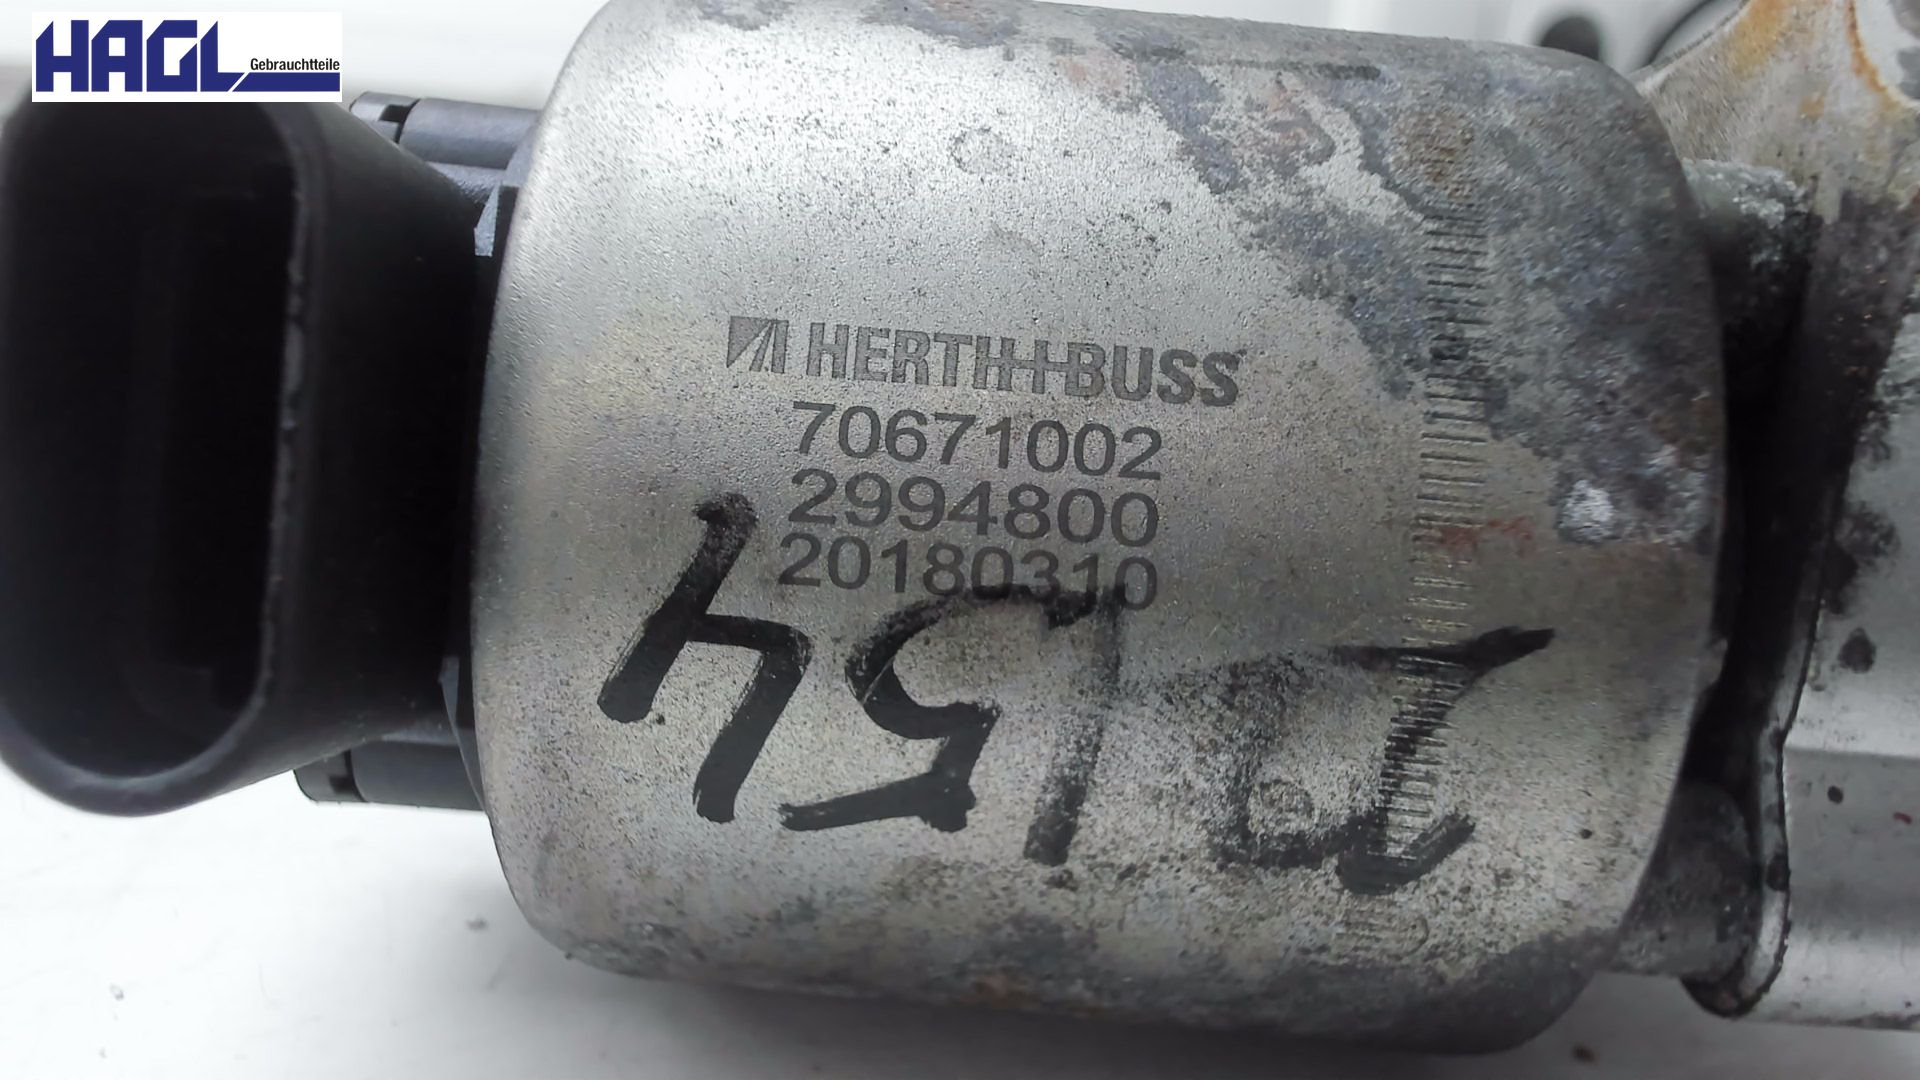 HAGL
Gebrauchtteile
HERTH+BUSS
70671002
2994800
20180310